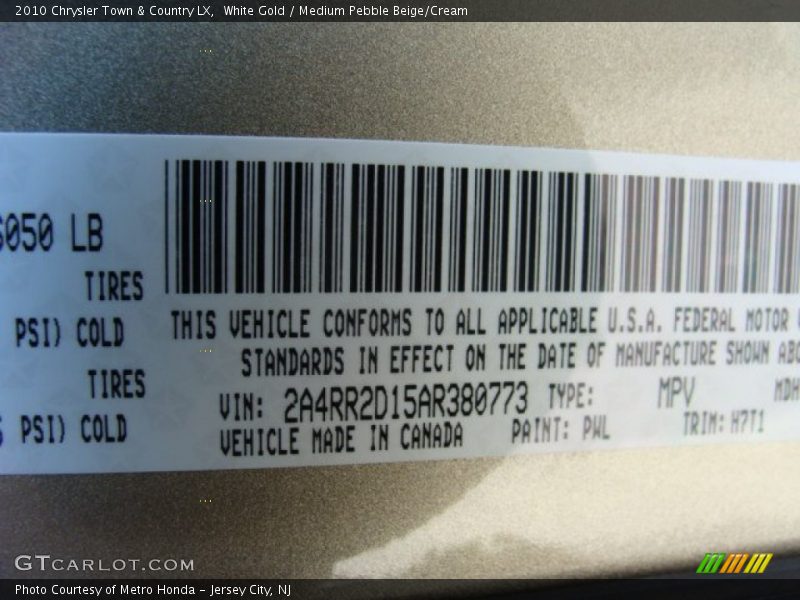 2010 Chrysler Town & Country LX, White Gold / Medium Pebble Beige/Cream
6050 LB
TIRES
PSI) COLD
TIRES
PSI) COLD
THIS VEHICLE CONFORMS TO ALL APPLICABLE U.S.A. FEDERAL MOTOR
STANDARDS IN EFFECT ON THE DATE OF MANUFACTURE SHOWN ABO
VIN: 2A4RR2D15AR380773 TYPE: MPV MDH
VEHICLE MADE IN CANADA PAINT: PWL TRIM: H7T1
GTCARLOT.COM
Photo Courtesy of Metro Honda - Jersey City, NJ